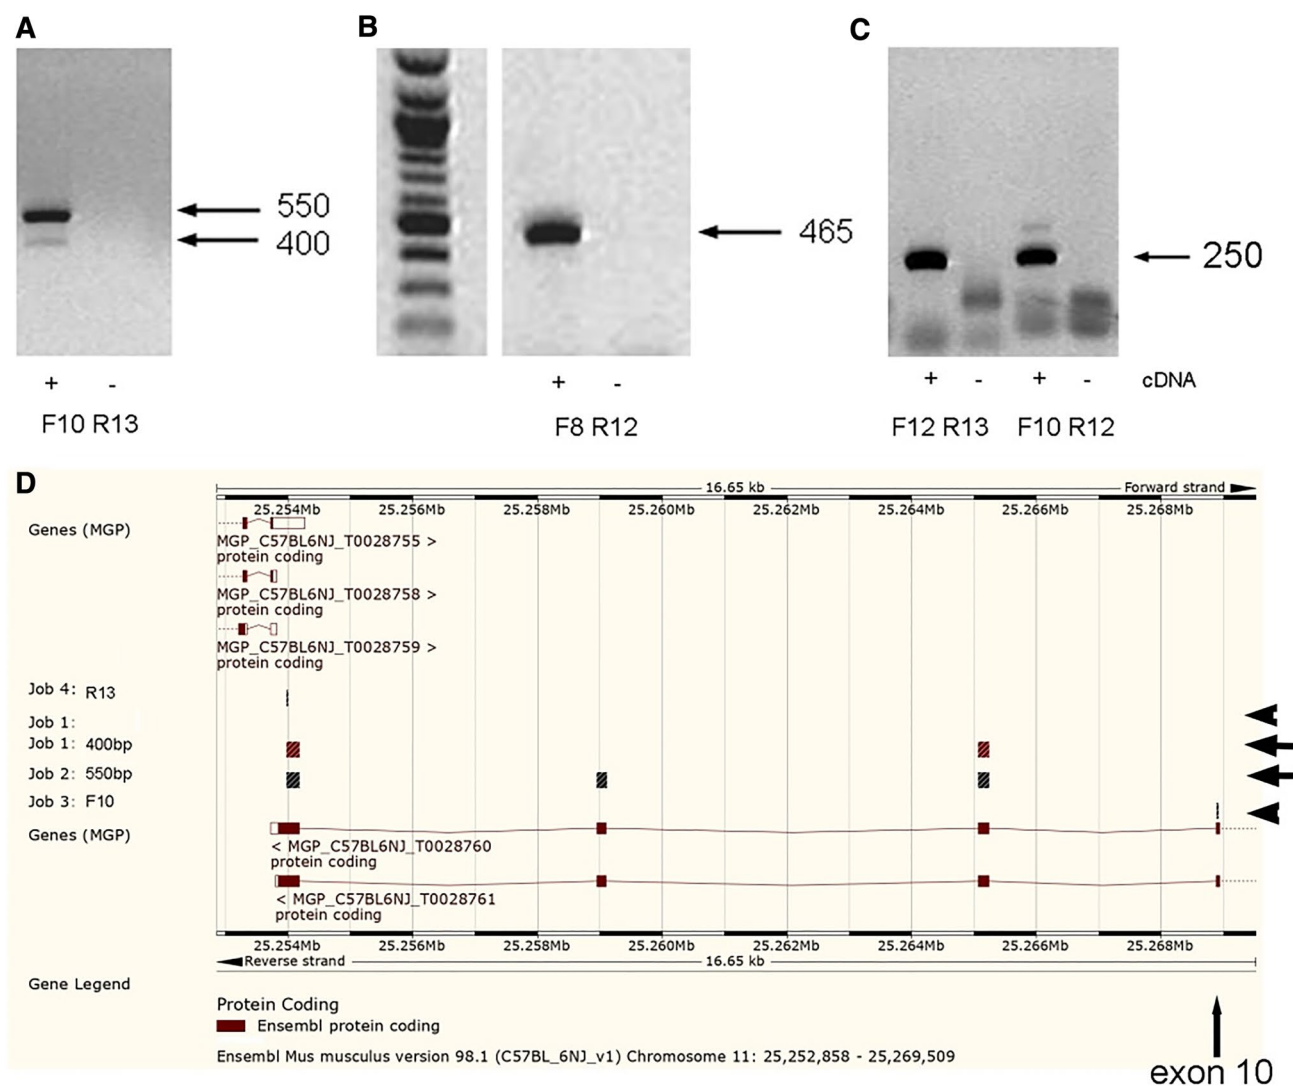 A
B
C
550
400
465
250
+ -
F10 R13
+ -
F8 R12
+ - + - cDNA
F12 R13 F10 R12
D
16.65 kb Forward strand
25.254Mb 25.256Mb 25.258Mb 25.260Mb 25.262Mb 25.264Mb 25.266Mb 25.268Mb
Genes (MGP)
MGP_C57BL6NJ_T0028755 >
protein coding
MGP_C57BL6NJ_T0028758 >
protein coding
MGP_C57BL6NJ_T0028759 >
protein coding
Job 4: R13
Job 1:
Job 1: 400bp
Job 2: 550bp
Job 3: F10
Genes (MGP)
< MGP_C57BL6NJ_T0028760
protein coding
< MGP_C57BL6NJ_T0028761
protein coding
25.254Mb 25.256Mb 25.258Mb 25.260Mb 25.262Mb 25.264Mb 25.266Mb 25.268Mb
Reverse strand 16.65 kb
Gene Legend
Protein Coding
Ensembl protein coding
Ensembl Mus musculus version 98.1 (C57BL_6NJ_v1) Chromosome 11: 25,252,858 - 25,269,509
exon 10